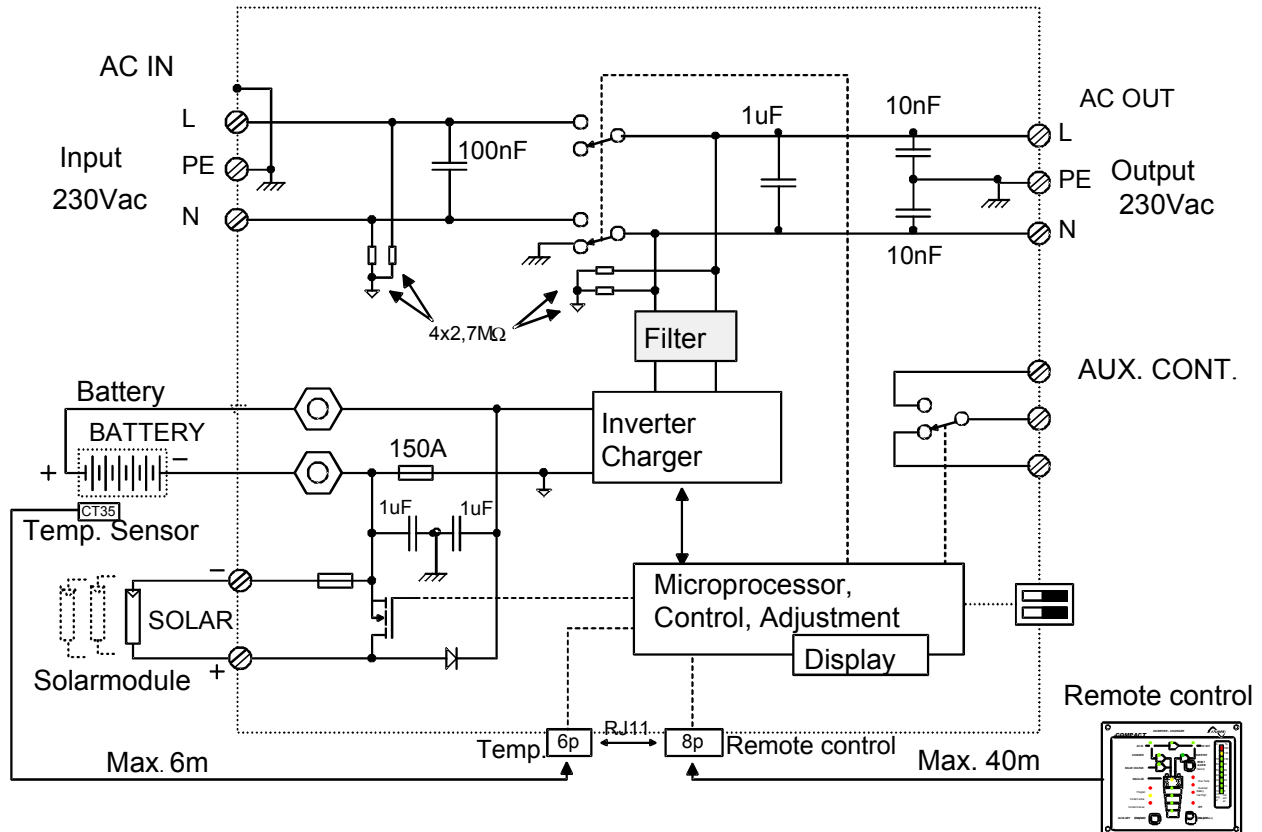 AC IN
L
PE
N
Input
230Vac
100nF
1uF
10nF
10nF
AC OUT
L
PE
N
Output
230Vac
4x2,7MΩ
Filter
AUX. CONT.
Battery
BATTERY
+
−
150A
Inverter
Charger
CT35
Temp. Sensor
1uF
1uF
−
SOLAR
+
Solarmodule
Microprocessor,
Control, Adjustment
Display
Temp.
6p
RJ11
8p
Remote control
Max. 6m
Max. 40m
Remote control
COMPACT